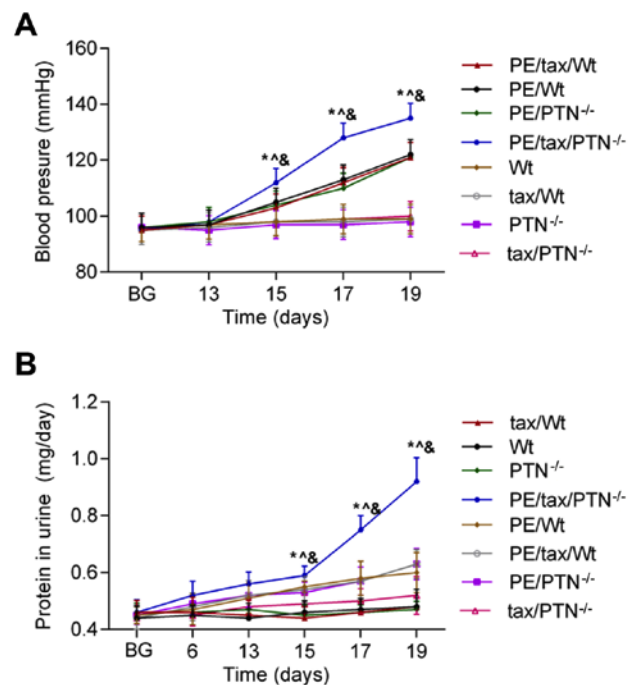 A
Blood presure (mmHg)
160
140
120
100
80
*^&
*^&
*^&
BG
13
15
17
19
Time (days)
PE/tax/Wt
PE/Wt
PE/PTN-/-
PE/tax/PTN-/-
Wt
tax/Wt
PTN-/-
tax/PTN-/-
B
Protein in urine (mg/day)
1.2
1.0
0.8
0.6
0.4
*^&
*^&
*^&
BG
6
13
15
17
19
Time (days)
tax/Wt
Wt
PTN-/-
PE/tax/PTN-/-
PE/Wt
PE/tax/Wt
PE/PTN-/-
tax/PTN-/-